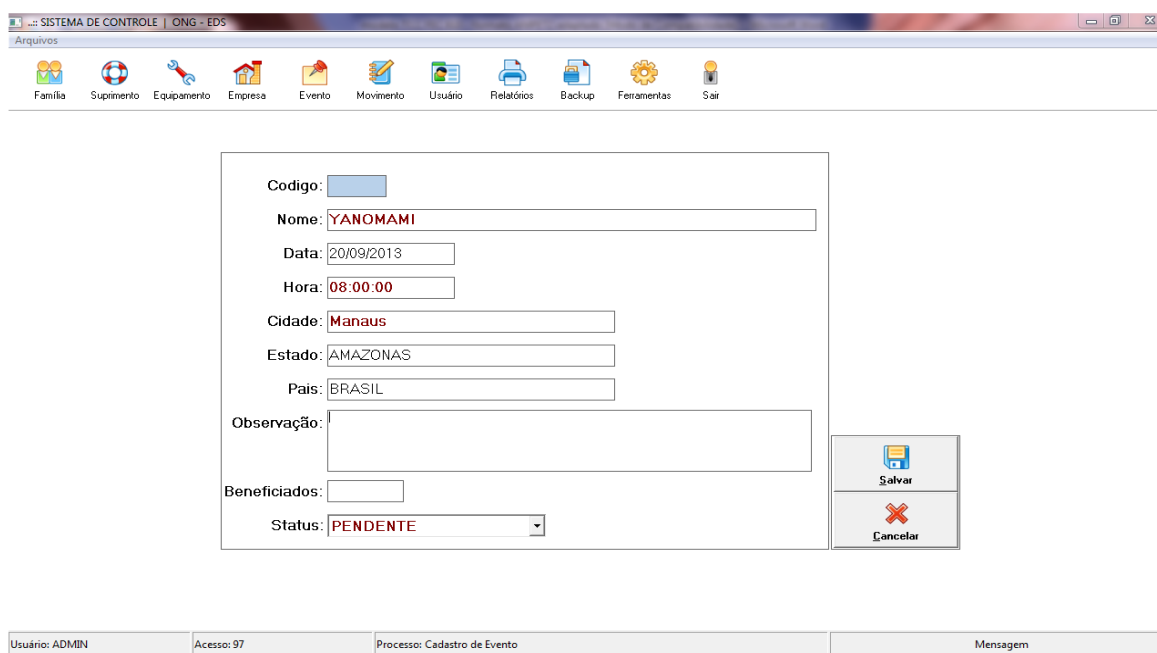 ..:: SISTEMA DE CONTROLE | ONG - EDS
Arquivos
Família Suprimento Equipamento Empresa Evento Movimento Usuário Relatórios Backup Ferramentas Sair
Codigo:
Nome: YANOMAMI
Data: 20/09/2013
Hora: 08:00:00
Cidade: Manaus
Estado: AMAZONAS
Pais: BRASIL
Observação:
Salvar
Beneficiados:
Status: PENDENTE
Cancelar
Usuário: ADMIN Acesso: 97 Processo: Cadastro de Evento Mensagem